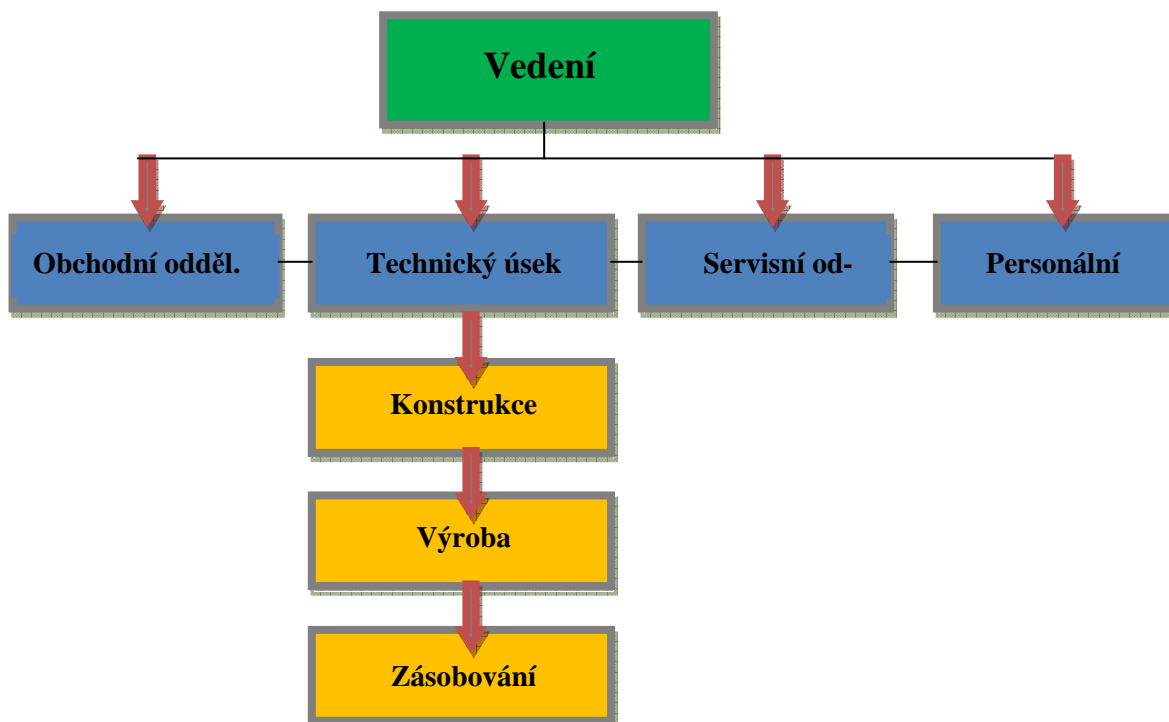 Vedení
Obchodní odděl.
Technický úsek
Servisní od-
Personální
Konstrukce
Výroba
Zásobování